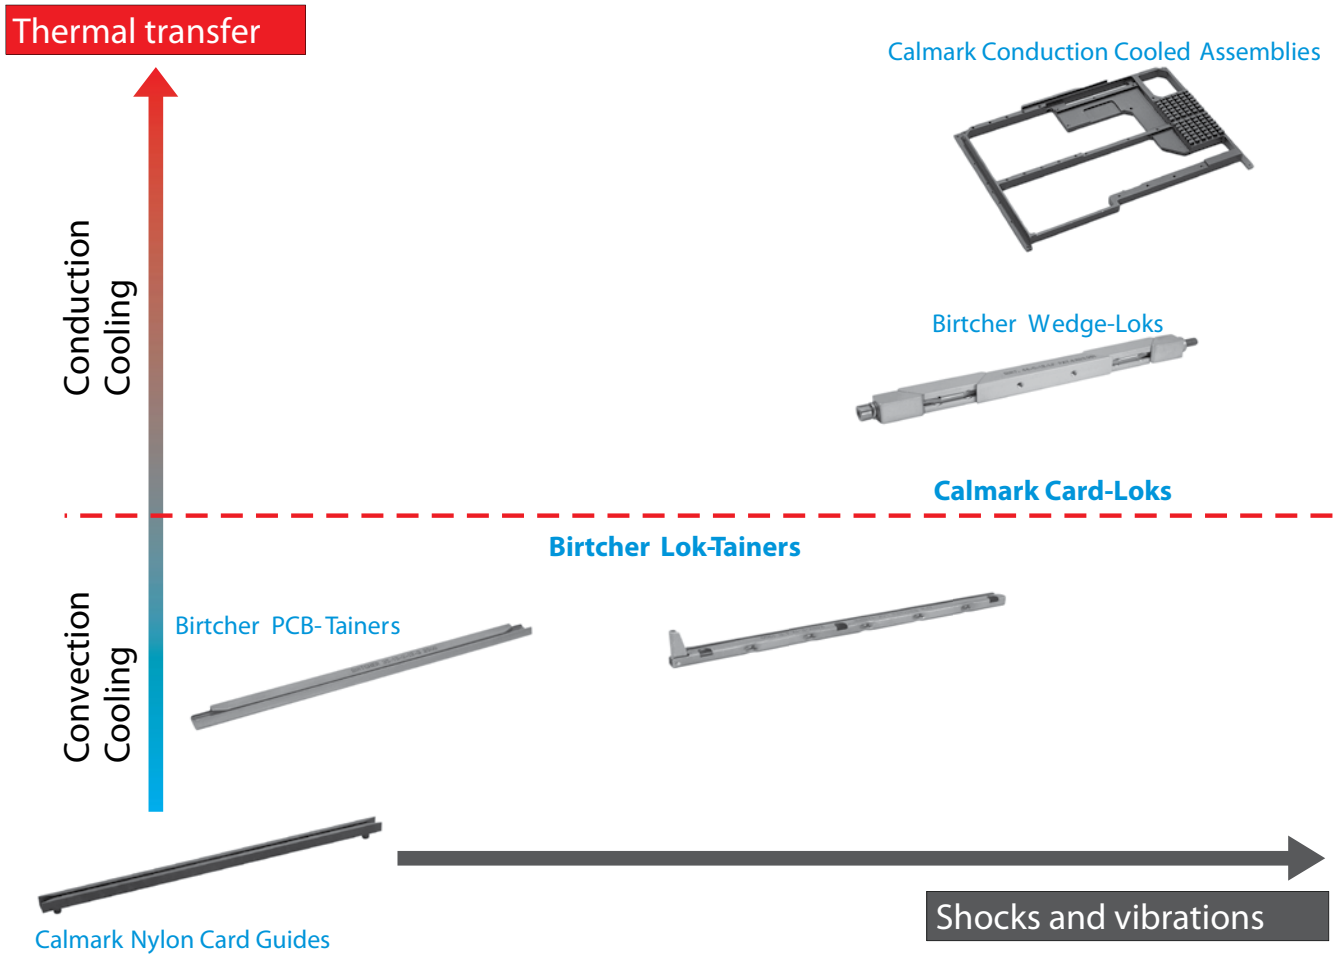 Thermal transfer
Calmark Conduction Cooled Assemblies
Conduction
Cooling
Birtcher Wedge-Loks
Calmark Card-Loks
Birtcher Lok-Tainers
Convection
Cooling
Birtcher PCB-Tainers
Shocks and vibrations
Calmark Nylon Card Guides